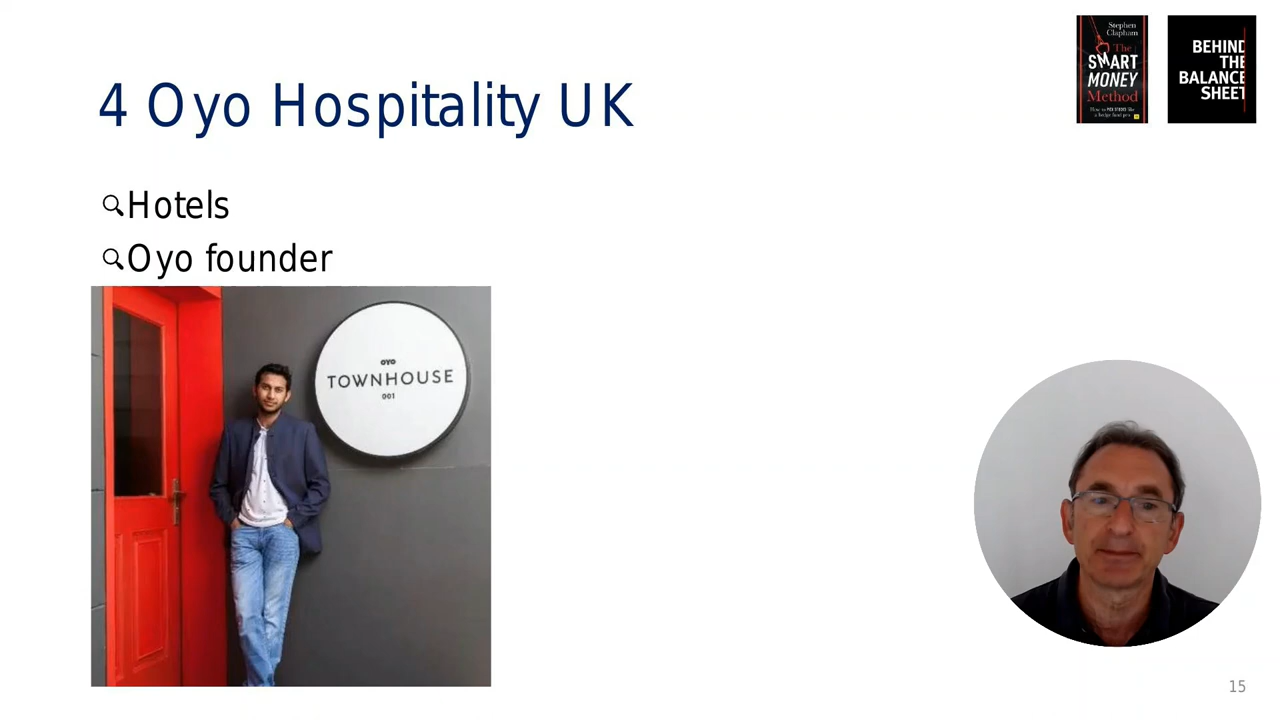 4 Oyo Hospitality UK
Stephen
Clapham
The
SMART
MONEY
Method
BEHIND
THE
BALANCE
SHEET
Hotels
Oyo founder
OYO
TOWNHOUSE
001
15